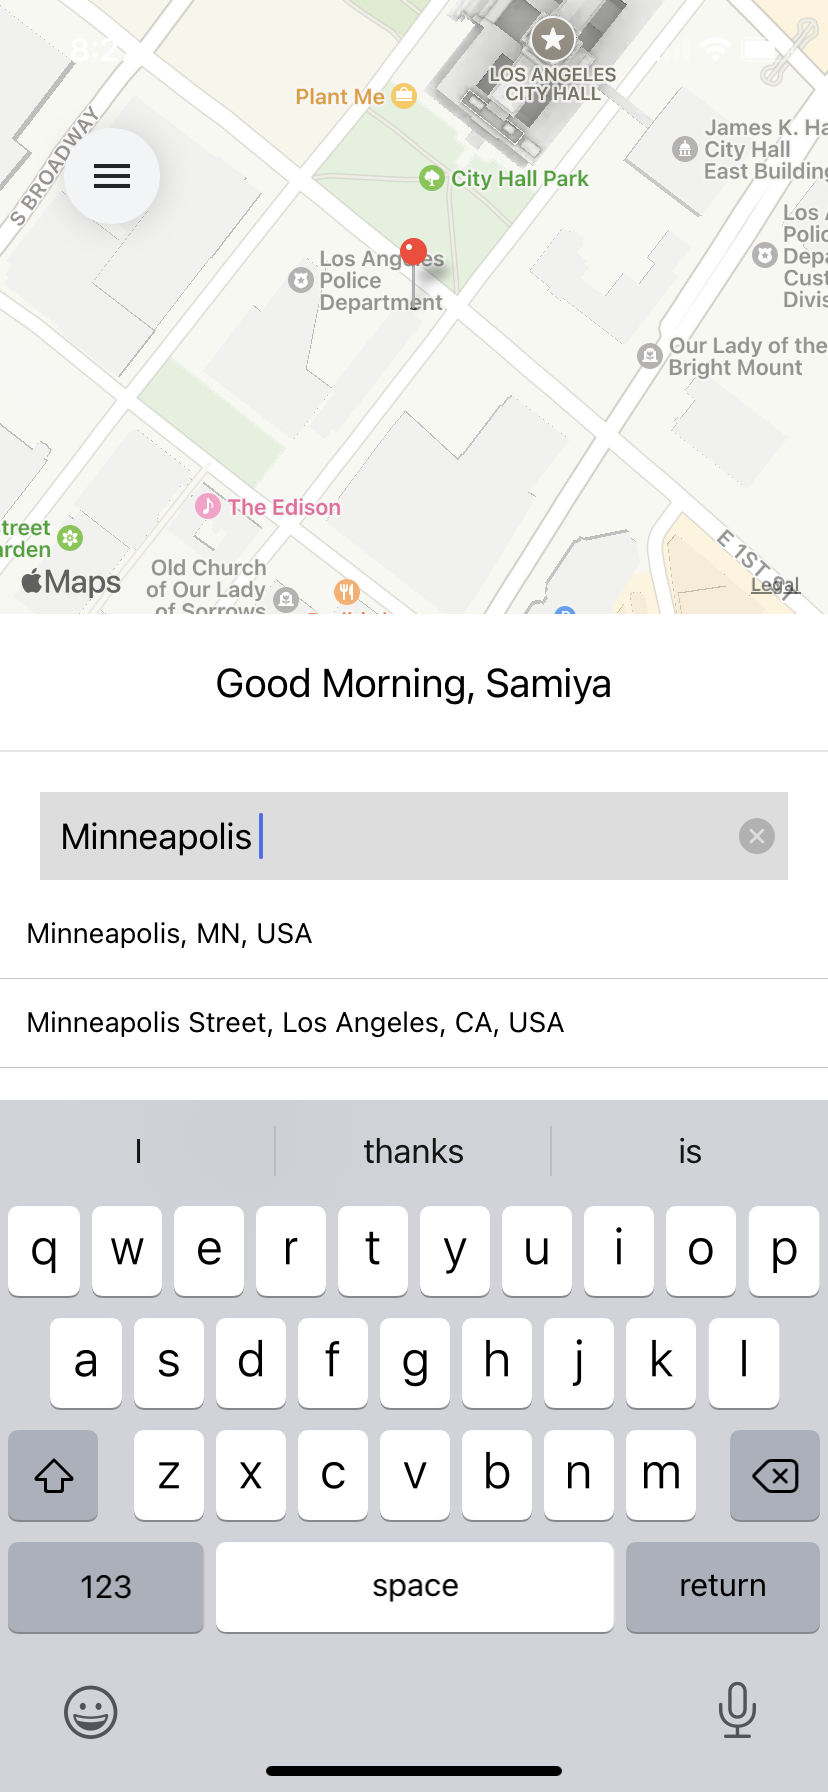 8:2
LOS ANGELES
CITY HALL
Plant Me
S BROADWAY
James K. Ha
City Hall
East Building
City Hall Park
Los A
Polic
Depa
Cust
Divis
Los Angeles
Police
Department
Our Lady of the
Bright Mount
The Edison
treet
arden
E 1ST ST
Old Church
of Our Lady
of Sorrows
Maps
Legal
Good Morning, Samiya
Minneapolis
Minneapolis, MN, USA
Minneapolis Street, Los Angeles, CA, USA
I thanks is
q w e r t y u i o p
a s d f g h j k l
z x c v b n m
123 space return